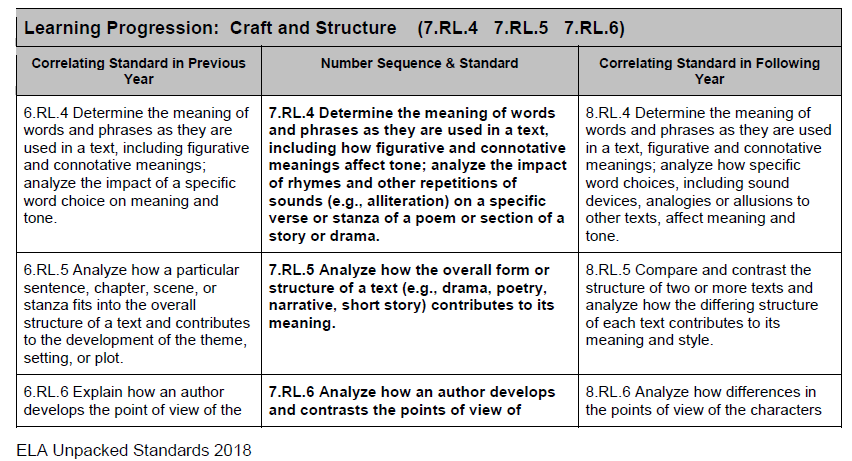 Learning Progression: Craft and Structure (7.RL.4 7.RL.5 7.RL.6)
Correlating Standard in Previous
Year
Number Sequence & Standard
Correlating Standard in Following
Year
6.RL.4 Determine the meaning of
words and phrases as they are
used in a text, including figurative
and connotative meanings;
analyze the impact of a specific
word choice on meaning and
tone.
7.RL.4 Determine the meaning of words
and phrases as they are used in a text,
including how figurative and connotative
meanings affect tone; analyze the impact
of rhymes and other repetitions of
sounds (e.g., alliteration) on a specific
verse or stanza of a poem or section of a
story or drama.
8.RL.4 Determine the meaning of
words and phrases as they are used
in a text, figurative and connotative
meanings; analyze how specific
word choices, including sound
devices, analogies or allusions to
other texts, affect meaning and
tone.
6.RL.5 Analyze how a particular
sentence, chapter, scene, or
stanza fits into the overall
structure of a text and contributes
to the development of the theme,
setting, or plot.
7.RL.5 Analyze how the overall form or
structure of a text (e.g., drama, poetry,
narrative, short story) contributes to its
meaning.
8.RL.5 Compare and contrast the
structure of two or more texts and
analyze how the differing structure
of each text contributes to its
meaning and style.
6.RL.6 Explain how an author
develops the point of view of the
7.RL.6 Analyze how an author develops
and contrasts the points of view of
8.RL.6 Analyze how differences in
the points of view of the characters
ELA Unpacked Standards 2018